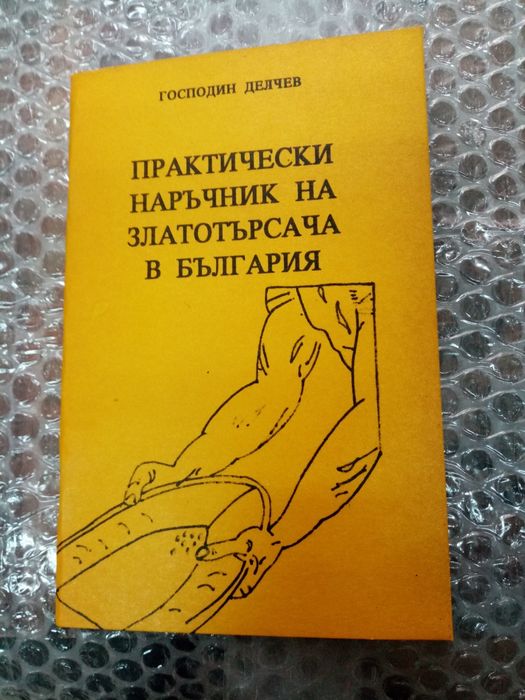 ГОСПОДИН ДЕЛЧЕВ
ПРАКТИЧЕСКИ
НАРЪЧНИК НА
ЗЛАТОТЪРСАЧА
В БЪЛГАРИЯ